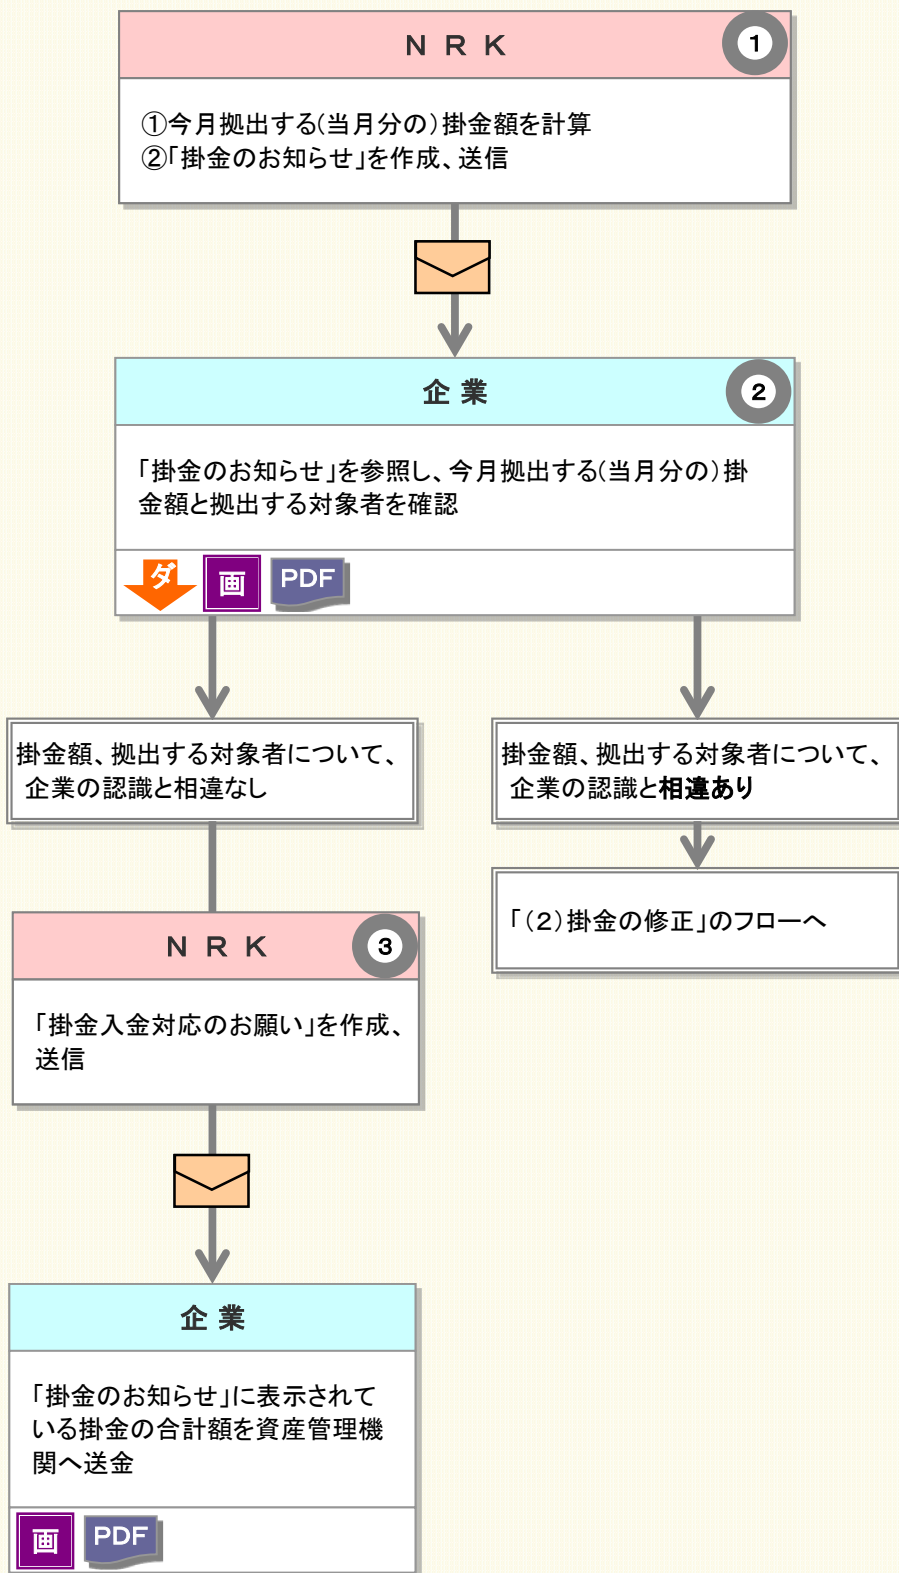 ＮＲＫ
1
①今月拠出する(当月分の)掛金額を計算
②「掛金のお知らせ」を作成、送信
企業
2
「掛金のお知らせ」を参照し、今月拠出する(当月分の)掛
金額と拠出する対象者を確認
ダ 画 PDF
掛金額、拠出する対象者について、
企業の認識と相違なし
掛金額、拠出する対象者について、
企業の認識と相違あり
「(２)掛金の修正」のフローへ
ＮＲＫ
3
「掛金入金対応のお願い」を作成、
送信
企業
「掛金のお知らせ」に表示されて
いる掛金の合計額を資産管理機
関へ送金
画 PDF